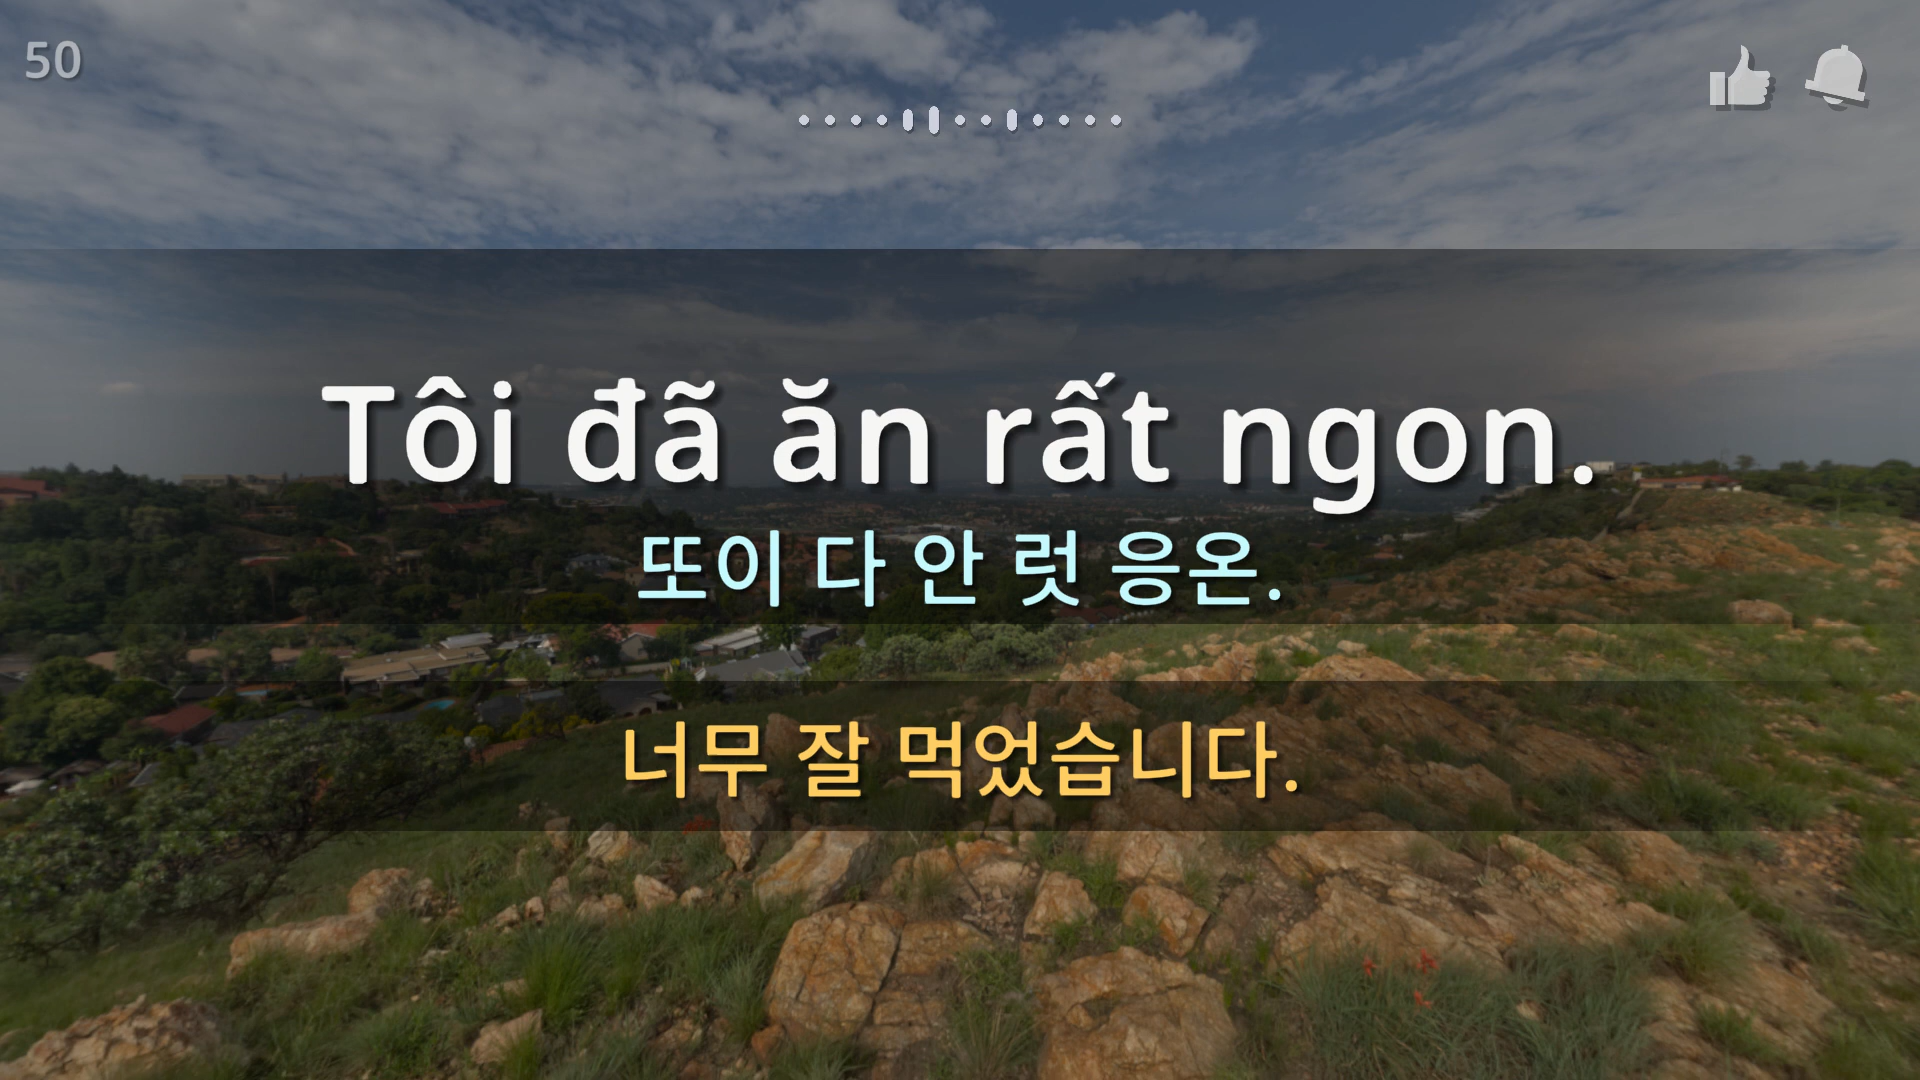 50
Tôi đã ăn rất ngon.
또이 다 안 럿 응온.
너무 잘 먹었습니다.